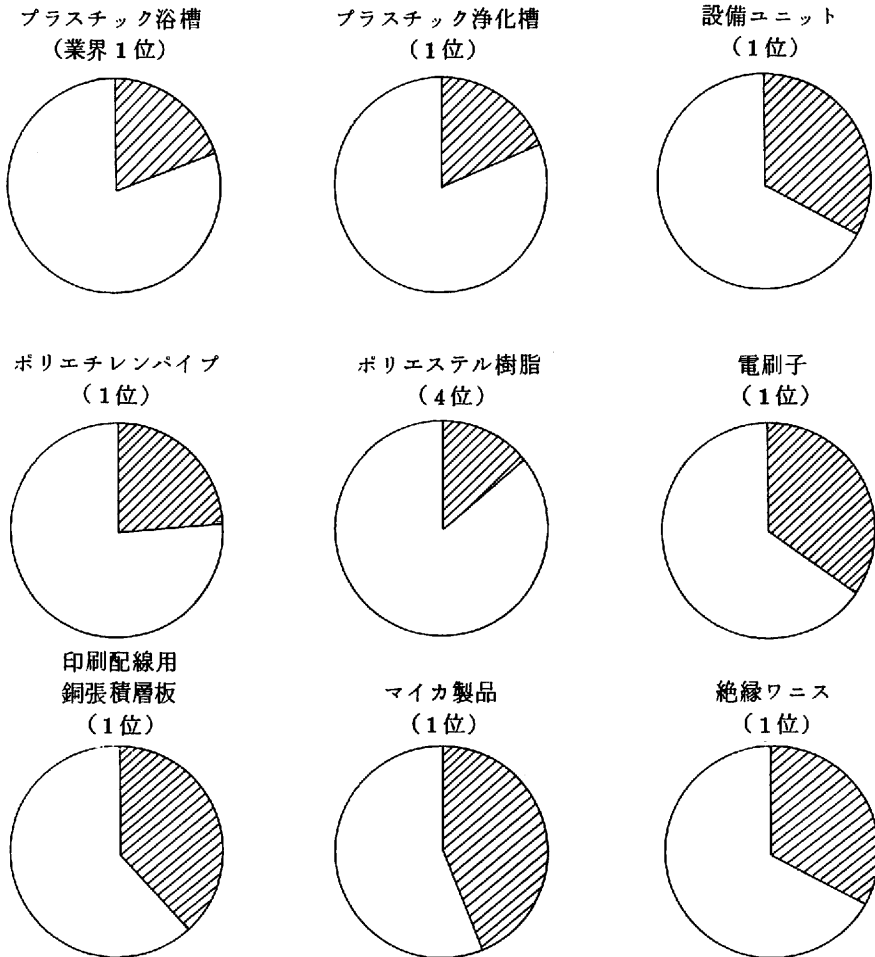 プラスチック浴槽
（業界1位）
プラスチック浄化槽
（1位）
設備ユニット
（1位）
ポリエチレンパイプ
（1位）
ポリエステル樹脂
（4位）
電刷子
（1位）
印刷配線用
銅張積層板
（1位）
マイカ製品
（1位）
絶縁ワニス
（1位）